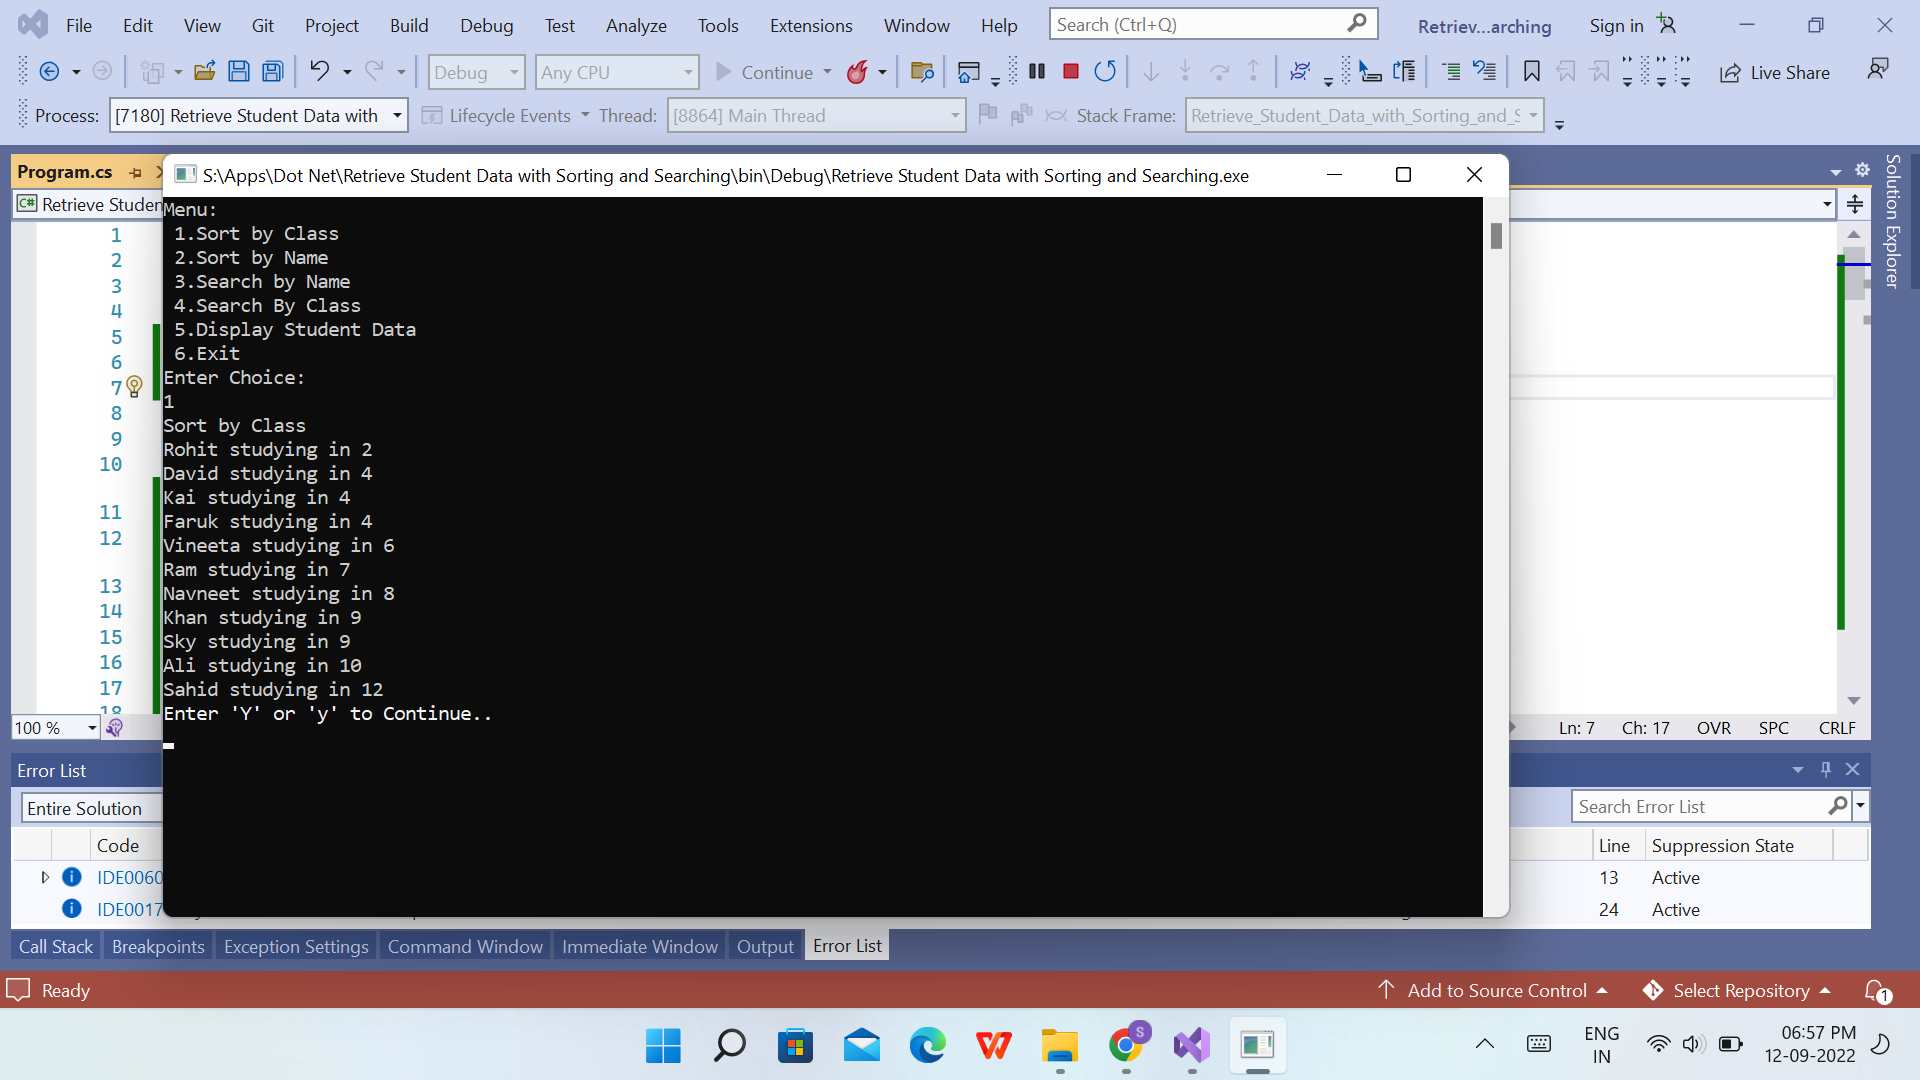 File Edit View Git Project Build Debug Test Analyze Tools Extensions Window Help Search (Ctrl+Q) Retriev...arching Sign in
Debug Any CPU Continue Live Share
Process: [7180] Retrieve Student Data with Lifecycle Events Thread: [8864] Main Thread Stack Frame: Retrieve_Student_Data_with_Sorting_and_S
Program.cs
S:\Apps\Dot Net\Retrieve Student Data with Sorting and Searching\bin\Debug\Retrieve Student Data with Sorting and Searching.exe
Solution Explorer
C# Retrieve Studen
1
2
3
4
5
6
7
8
9
10
11
12
13
14
15
16
17
18
Menu:
1.Sort by Class
2.Sort by Name
3.Search by Name
4.Search By Class
5.Display Student Data
6.Exit
Enter Choice:
1
Sort by Class
Rohit studying in 2
David studying in 4
Kai studying in 4
Faruk studying in 4
Vineeta studying in 6
Ram studying in 7
Navneet studying in 8
Khan studying in 9
Sky studying in 9
Ali studying in 10
Sahid studying in 12
Enter 'Y' or 'y' to Continue..
100 % Ln: 7 Ch: 17 OVR SPC CRLF
Error List
Entire Solution Search Error List
Code Line Suppression State
IDE0060 13 Active
IDE0017 24 Active
Call Stack Breakpoints Exception Settings Command Window Immediate Window Output Error List
Ready Add to Source Control Select Repository 1
S
ENG
IN
06:57 PM
12-09-2022